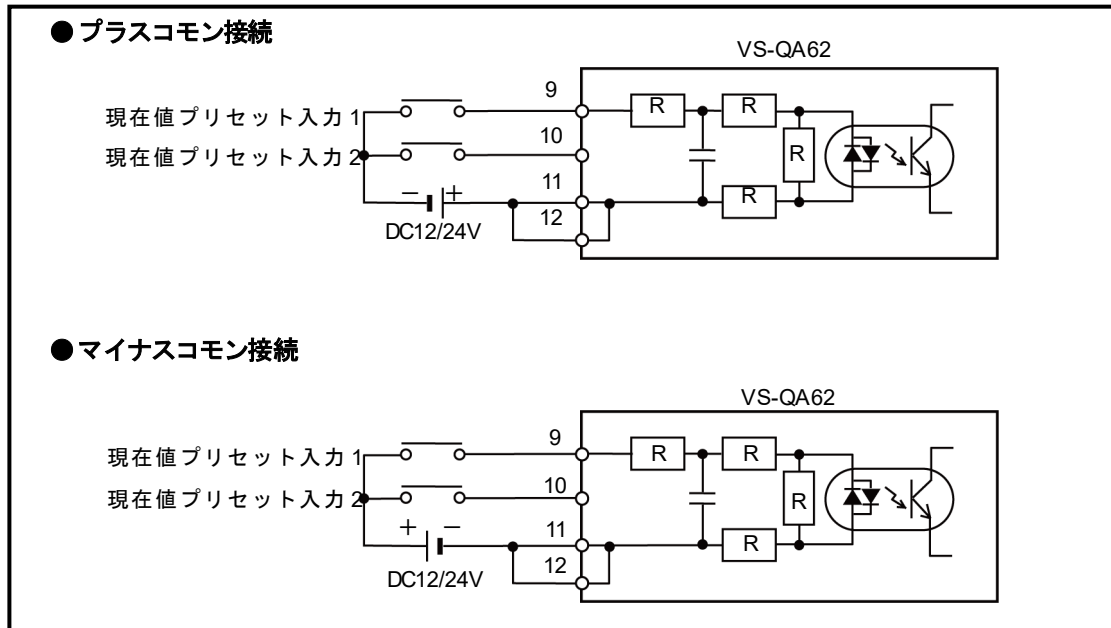 ●プラスコモン接続
VS-QA62
現在値プリセット入力1
現在値プリセット入力2
9
10
11
12
− +
DC12/24V
R
R
R
R
●マイナスコモン接続
VS-QA62
現在値プリセット入力1
現在値プリセット入力2
9
10
11
12
+ −
DC12/24V
R
R
R
R